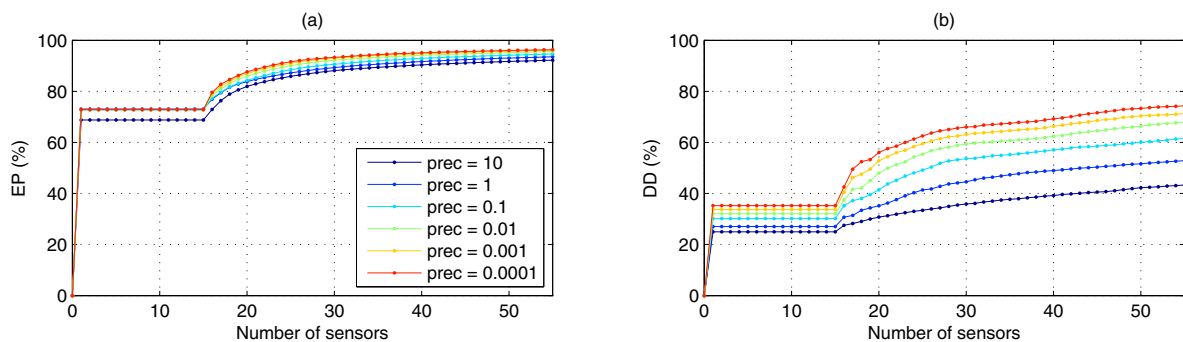 (a)
100
80
60
40
20
0
EP (%)
prec = 10
prec = 1
prec = 0.1
prec = 0.01
prec = 0.001
prec = 0.0001
0 10 20 30 40 50
Number of sensors
(b)
100
80
60
40
20
0
DD (%)
0 10 20 30 40 50
Number of sensors